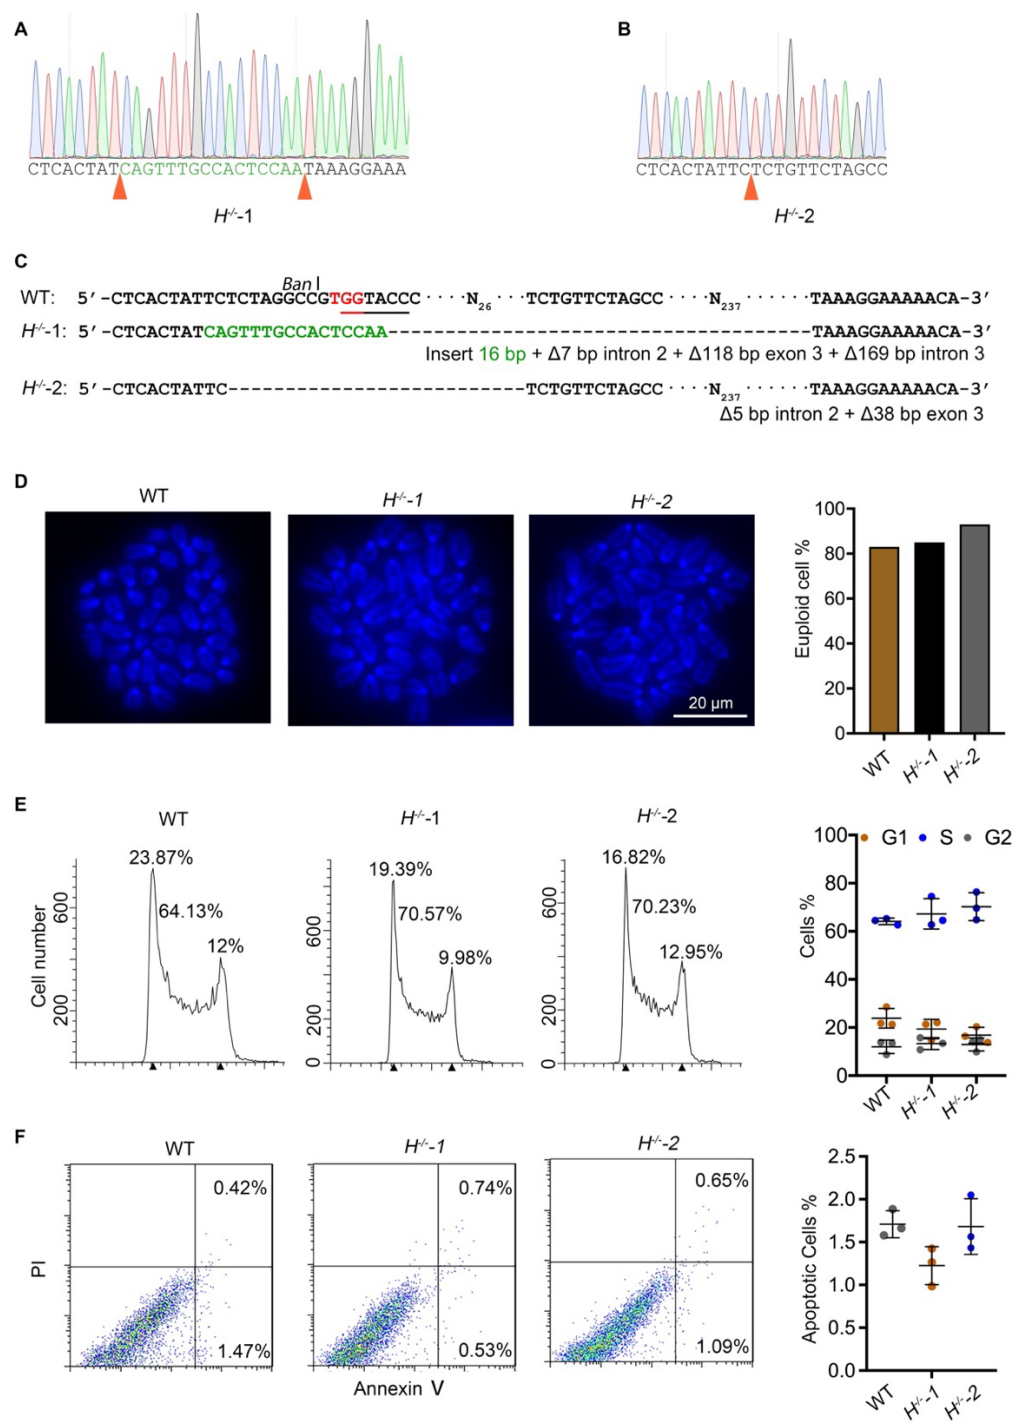 A
B
CTCACTATCAGTTTGCCACTCCAATAAAGGAAA
CTCACTATTCTCTGTTCTAGCC
H-/--1
H-/--2
C
Ban I
WT: 5′-CTCACTATTCTCTAGGCCGTGGTACCC····N26·····TCTGTTCTAGCC····N237······TAAAGGAAAAACA-3′
H-/--1: 5′-CTCACTATCAGTTTGCCACTCCAA------------------------------------TAAAGGAAAAACA-3′
Insert 16 bp + Δ7 bp intron 2 + Δ118 bp exon 3 + Δ169 bp intron 3
H-/--2: 5′-CTCACTATTC-------------------------TCTGTTCTAGCC····N237······TAAAGGAAAAACA-3′
Δ5 bp intron 2 + Δ38 bp exon 3
D
WT
H-/--1
H-/--2
20 µm
Euploid cell %
100
80
60
40
20
0
WT
H-/--1
H-/--2
E
WT
H-/--1
H-/--2
Cell number
600
200
23.87%
64.13%
12%
600
200
0
19.39%
70.57%
9.98%
600
200
0
16.82%
70.23%
12.95%
G1 S G2
Cells %
100
80
60
40
20
0
WT
H-/--1
H-/--2
F
WT
H-/--1
H-/--2
PI
0.42%
1.47%
0.74%
0.53%
0.65%
1.09%
Annexin V
Apoptotic Cells %
2.5
2.0
1.5
1.0
0.5
0.0
WT
H-/--1
H-/--2